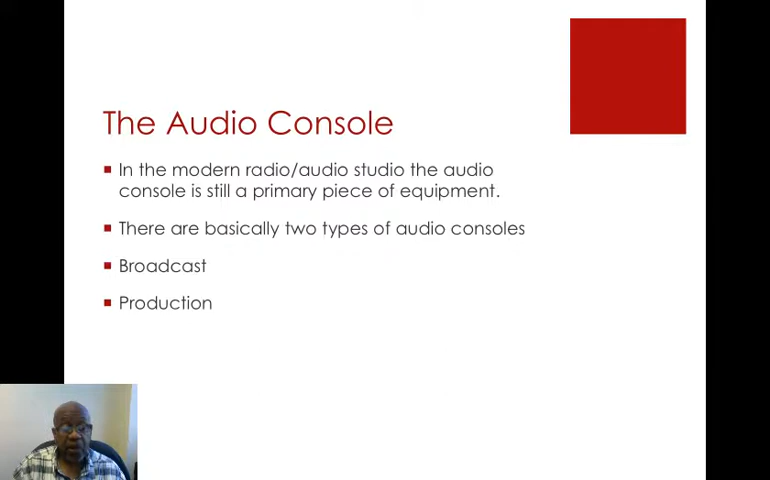 The Audio Console
In the modern radio/audio studio the audio
console is still a primary piece of equipment.
There are basically two types of audio consoles
Broadcast
Production